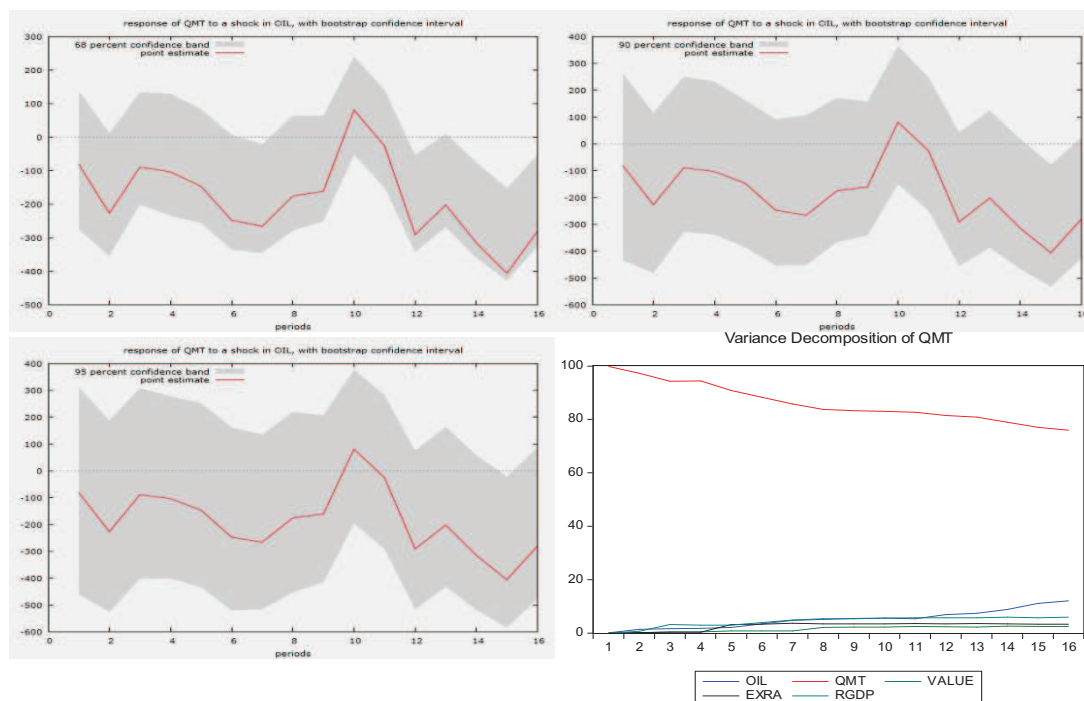 response of QMT to a shock in OIL, with bootstrap confidence interval
68 percent confidence band
point estimate
300
200
100
0
-100
-200
-300
-400
-500
0 2 4 6 8 10 12 14 16
periods
response of QMT to a shock in OIL, with bootstrap confidence interval
90 percent confidence band
point estimate
400
300
200
100
0
-100
-200
-300
-400
-500
-600
0 2 4 6 8 10 12 14 16
periods
response of QMT to a shock in OIL, with bootstrap confidence interval
95 percent confidence band
point estimate
400
300
200
100
0
-100
-200
-300
-400
-500
-600
0 2 4 6 8 10 12 14 16
periods
Variance Decomposition of QMT
100
80
60
40
20
0
1 2 3 4 5 6 7 8 9 10 11 12 13 14 15 16
OIL QMT VALUE
EXRA RGDP